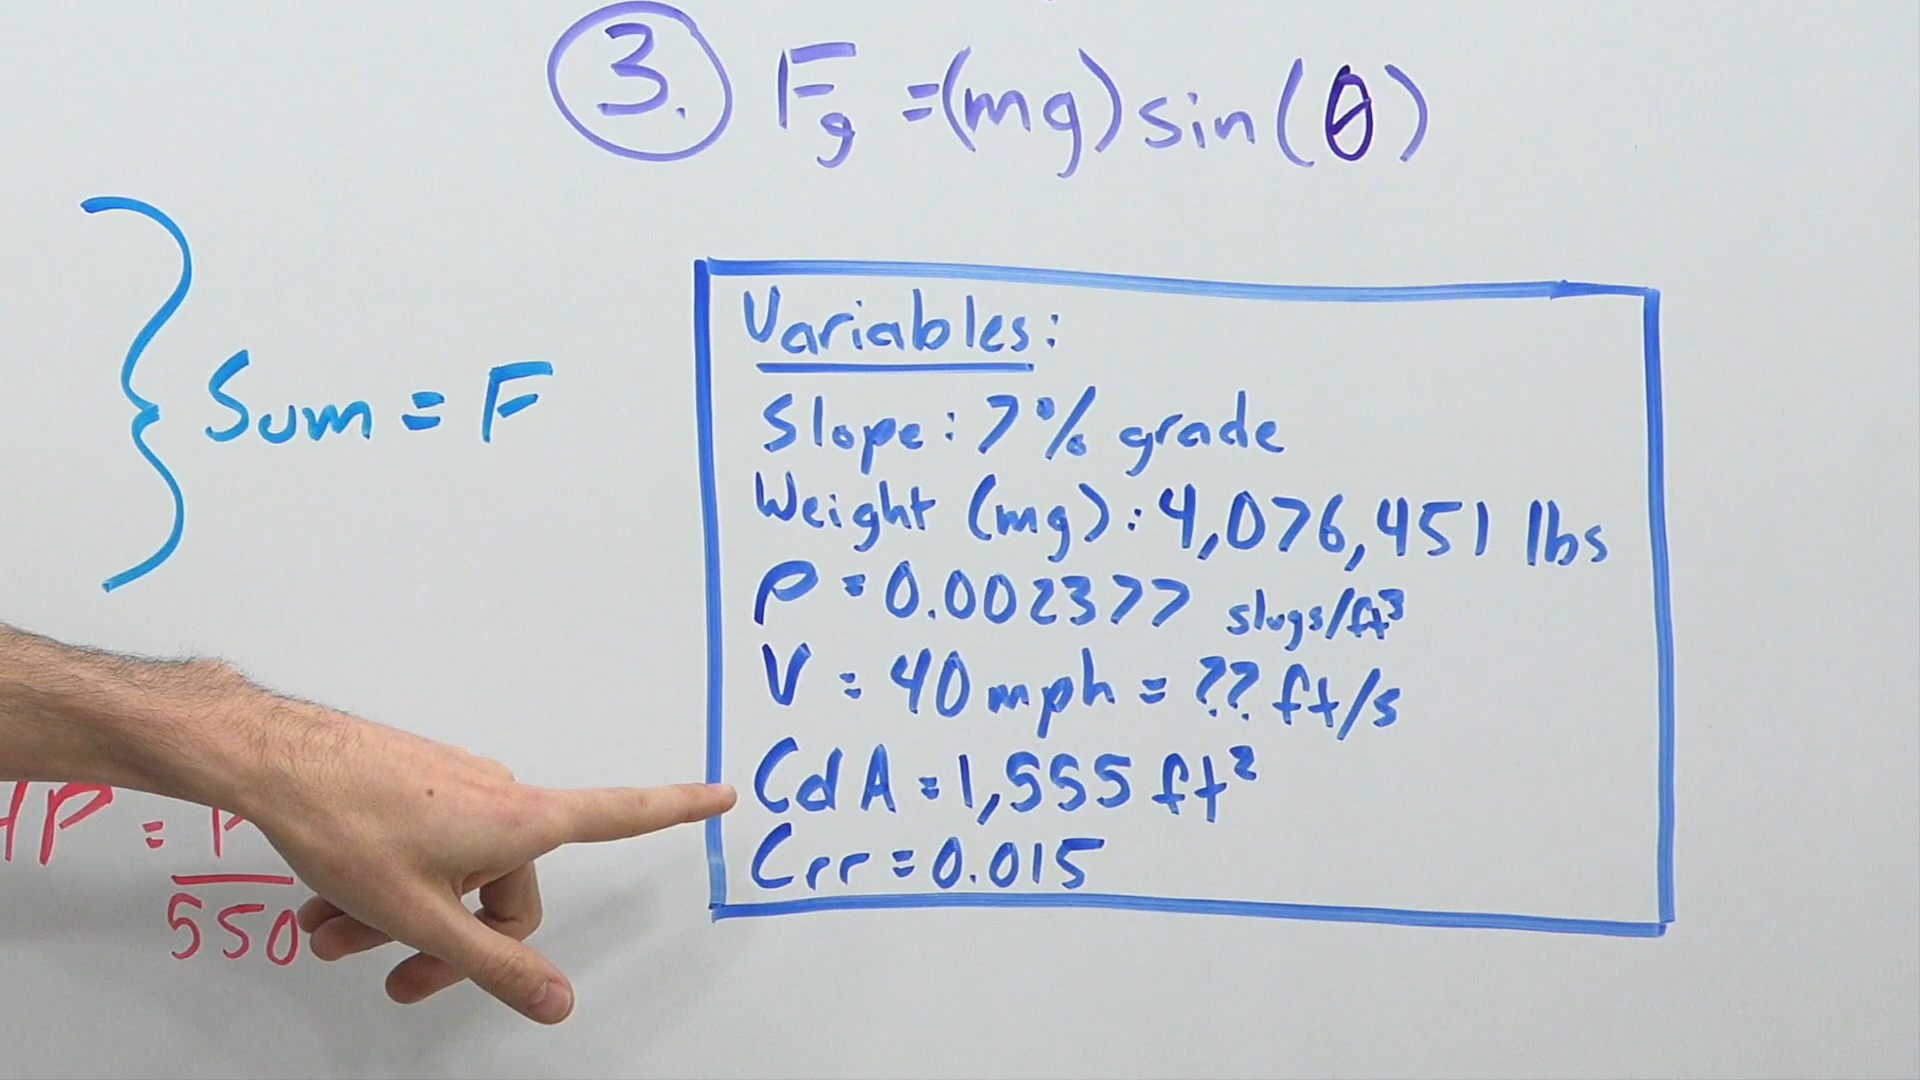 3. Fg = (mg) sin(θ)
Sum = F
Variables:
Slope: 7% grade
Weight (mg): 4,076,451 lbs
ρ = 0.002377 slugs/ft³
V = 40 mph = ?? ft/s
CdA = 1,555 ft²
Crr = 0.015
HP =
550